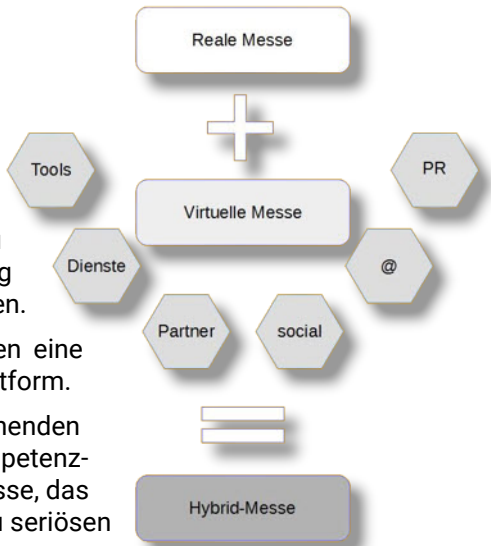 Reale Messe
+
Tools
PR
Virtuelle Messe
Dienste
@
Partner
social
=
Hybrid-Messe
g
en.
en eine
tform.
nenden
petenz-
sse, das
seriösen